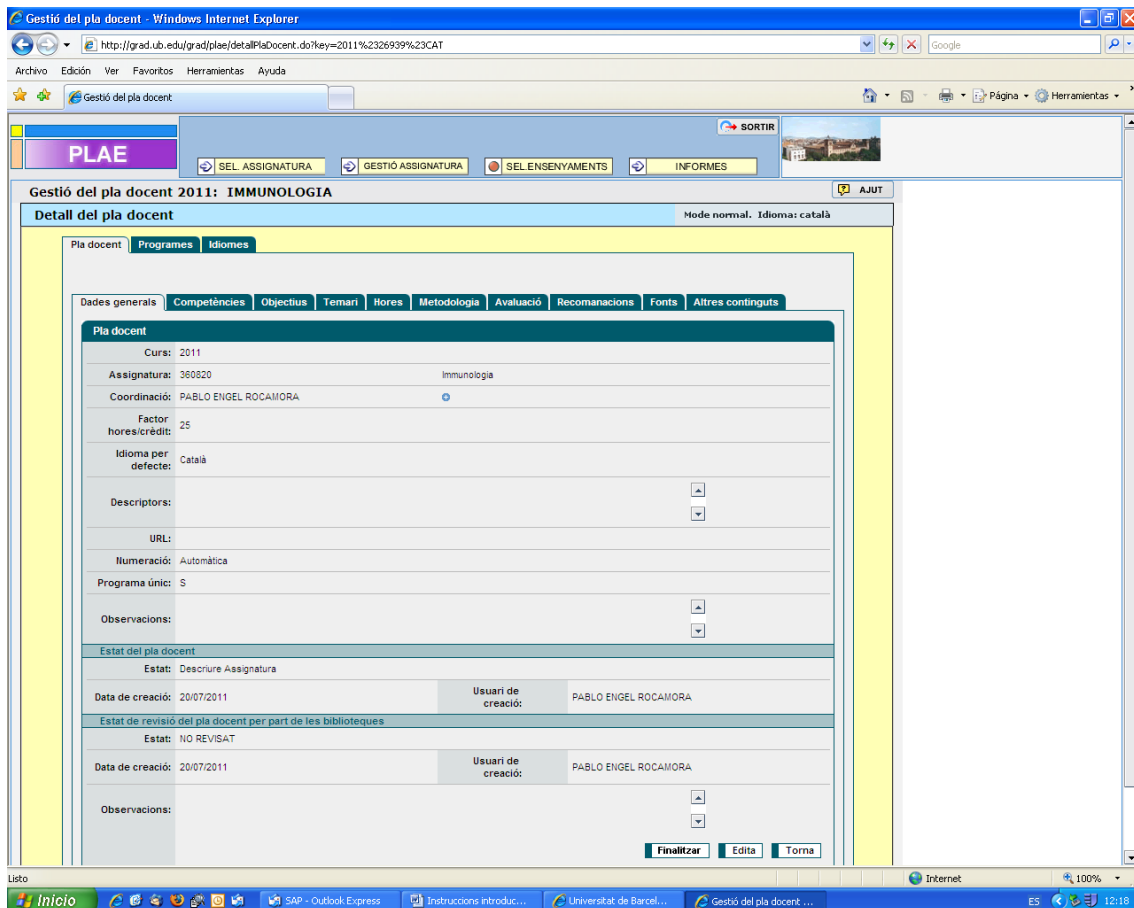 Gestió del pla docent - Windows Internet Explorer
http://grad.ub.edu/grad/plae/detallPlaDocent.do?key=2011%2326939%23CAT
Google
Archivo Edición Ver Favoritos Herramientas Ayuda
Gestió del pla docent
Página Herramientas
SORTIR
PLAE
SEL. ASSIGNATURA GESTIÓ ASSIGNATURA SEL.ENSENYAMENTS INFORMES
Gestió del pla docent 2011: IMMUNOLOGIA
AJUT
Detall del pla docent
Mode normal. Idioma: català
Pla docent Programes Idiomes
Dades generals Competències Objectius Temari Hores Metodologia Avaluació Recomanacions Fonts Altres continguts
Pla docent
Curs: 2011
Assignatura: 360820 Immunologia
Coordinació: PABLO ENGEL ROCAMORA
Factor
hores/crèdit: 25
Idioma per
defecte: Català
Descriptors:
URL:
Numeració: Automàtica
Programa únic: S
Observacions:
Estat del pla docent
Estat: Descriure Assignatura
Data de creació: 20/07/2011 Usuari de creació: PABLO ENGEL ROCAMORA
Estat de revisió del pla docent per part de les biblioteques
Estat: NO REVISAT
Data de creació: 20/07/2011 Usuari de creació: PABLO ENGEL ROCAMORA
Observacions:
Finalitzar Edita Torna
Listo
Internet
100%
Inicio
SAP - Outlook Express
Instruccions introduc...
Universitat de Barcel...
Gestió del pla docent ...
ES
12:18